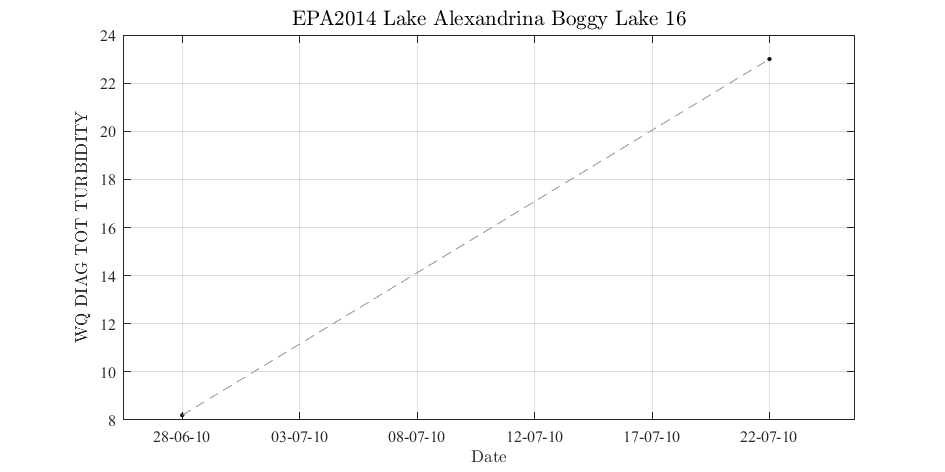 EPA2014 Lake Alexandrina Boggy Lake 16
WQ DIAG TOT TURBIDITY
24
22
20
18
16
14
12
10
8
28-06-10 03-07-10 08-07-10 12-07-10 17-07-10 22-07-10
Date